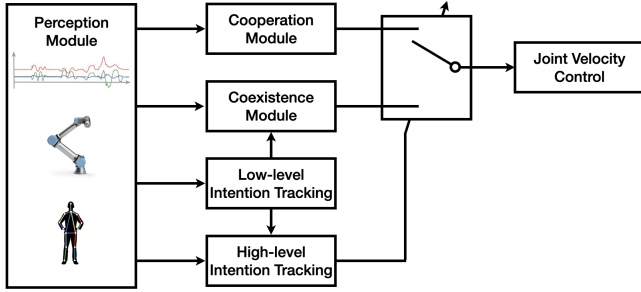 Perception
Module
Cooperation
Module
Coexistence
Module
Low-level
Intention Tracking
High-level
Intention Tracking
Joint Velocity
Control